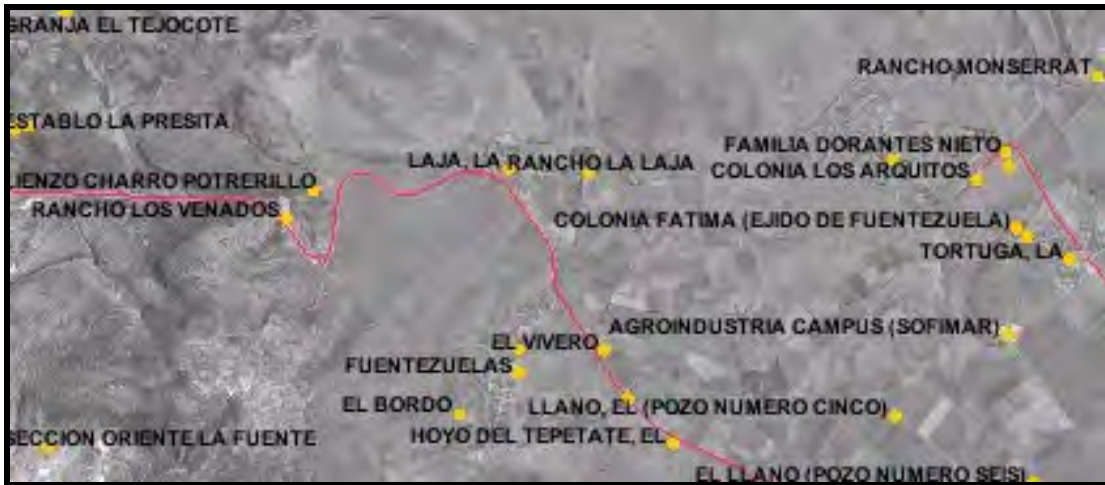 GRANJA EL TEJOCOTE
RANCHO MONSERRAT
ESTABLO LA PRESITA
FAMILIA DORANTES NIETO
LAJA, LA
RANCHO LA LAJA
COLONIA LOS ARQUITOS
LIENZO CHARRO POTRERILLO
RANCHO LOS VENADOS
COLONIA FATIMA (EJIDO DE FUENTEZUELA)
TORTUGA, LA
AGROINDUSTRIA CAMPUS (SOFIMAR)
EL VIVERO
FUENTEZUELAS
EL BORDO
LLANO, EL (POZO NUMERO CINCO)
SECCION ORIENTE LA FUENTE
HOYO DEL TEPETATE, EL
EL LLANO (POZO NUMERO SEIS)